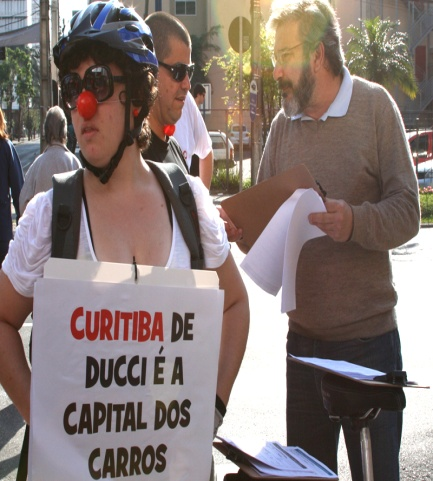 CURITIBA DE
DUCCI É A
CAPITAL DOS
CARROS